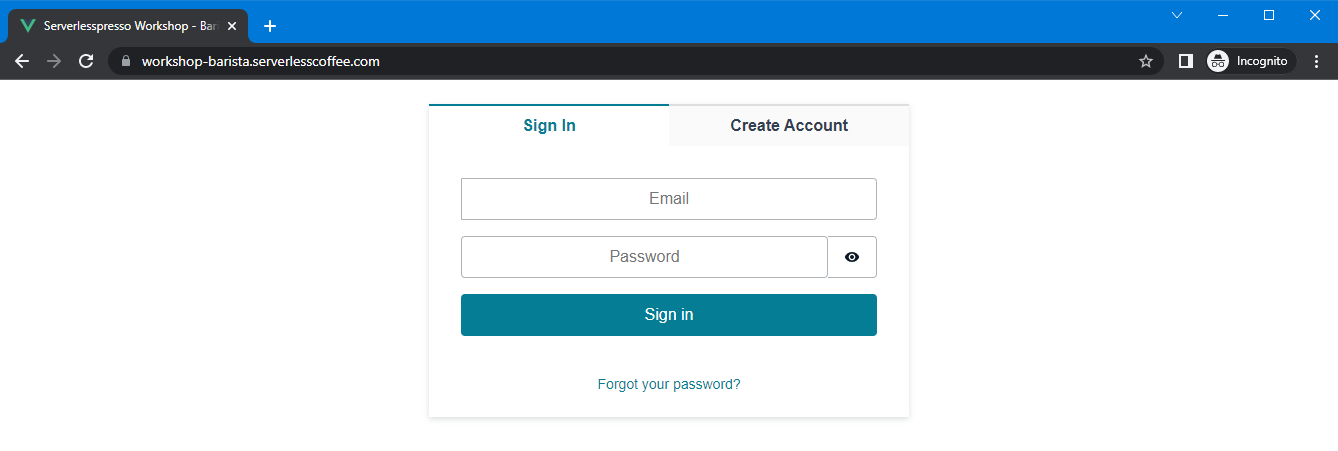 Serverlesspresso Workshop - Bar
workshop-barista.serverlesscoffee.com
Incognito
Sign In
Create Account
Email
Password
Sign in
Forgot your password?